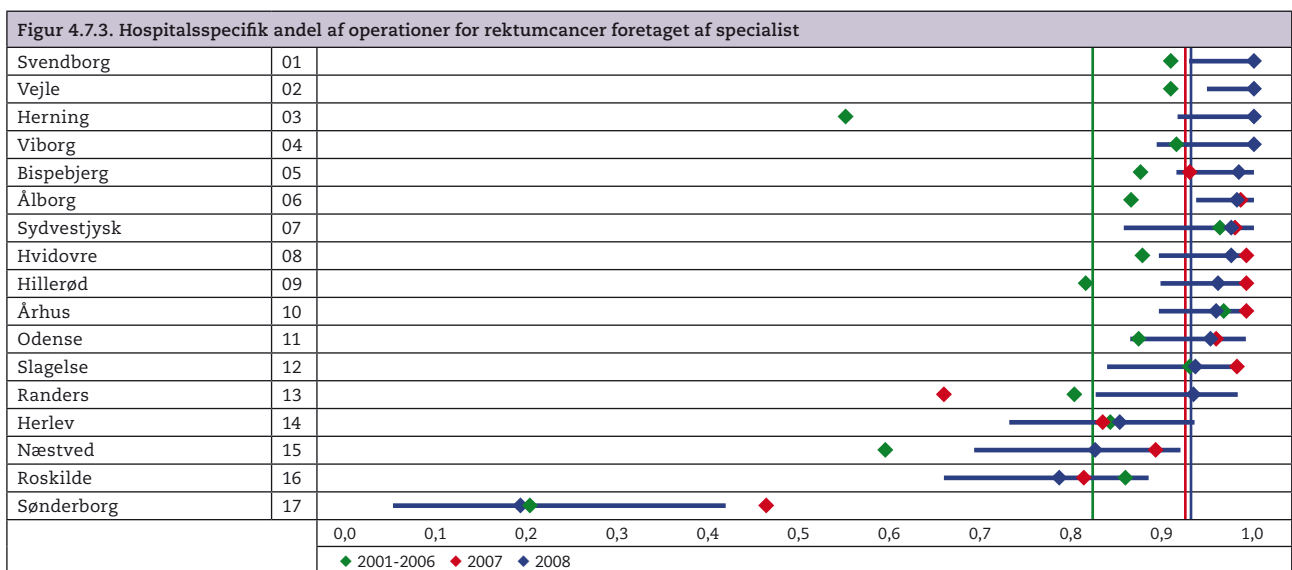 Figur 4.7.3. Hospitalsspecifik andel af operationer for rektumcancer foretaget af specialist
Svendborg 01
Vejle 02
Herning 03
Viborg 04
Bispebjerg 05
Ålborg 06
Sydvestjysk 07
Hvidovre 08
Hillerød 09
Århus 10
Odense 11
Slagelse 12
Randers 13
Herlev 14
Næstved 15
Roskilde 16
Sønderborg 17
0,0 0,1 0,2 0,3 0,4 0,5 0,6 0,7 0,8 0,9 1,0
2001-2006 2007 2008